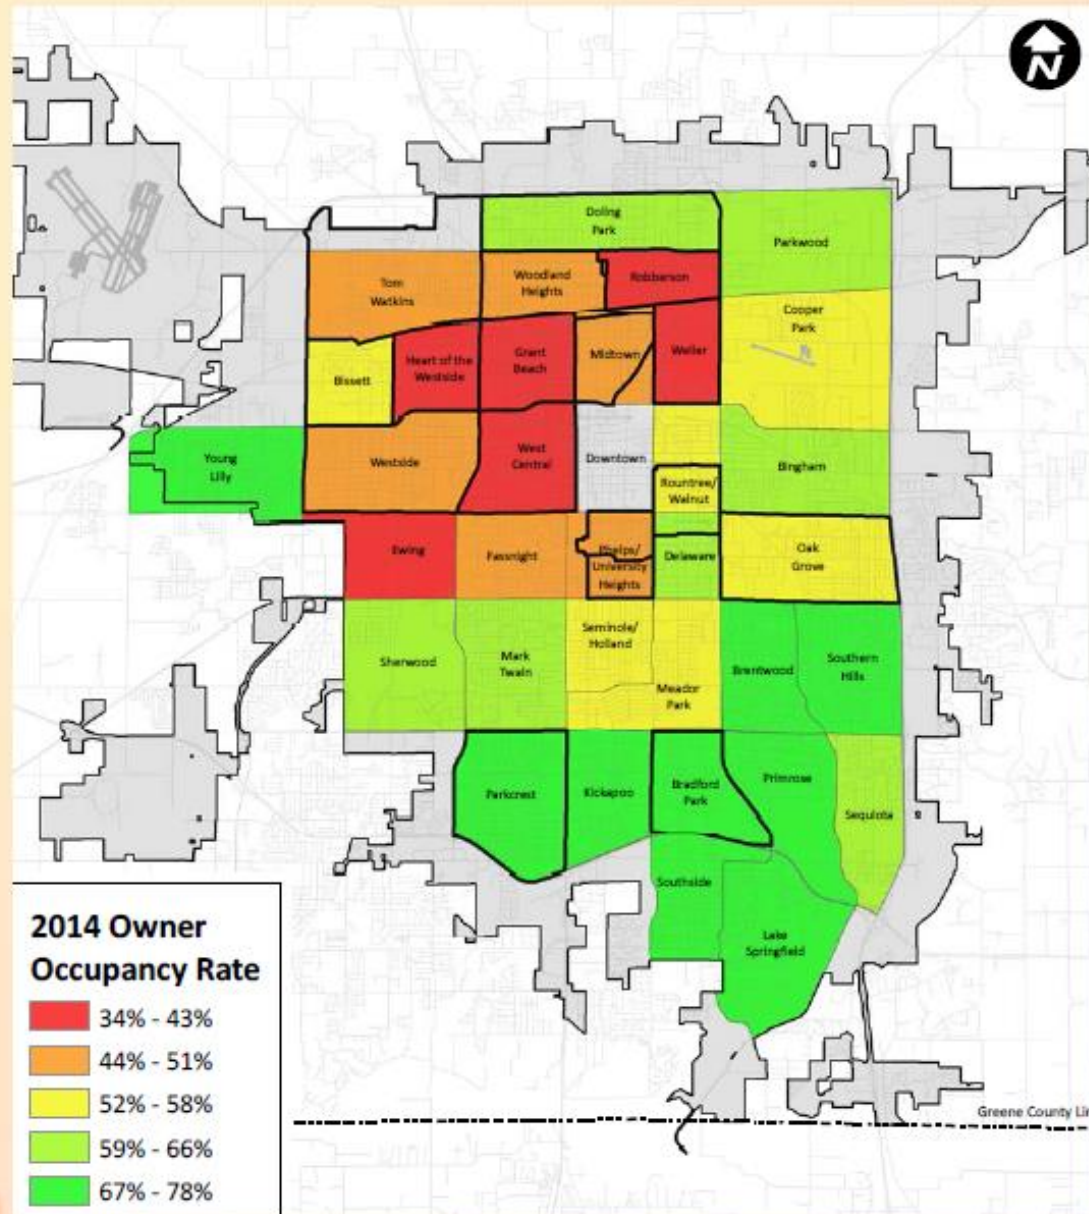 N
Doling
Park
Parkwood
Tom
Watkins
Woodland
Heights
Robberson
Cooper
Park
Bissett
Heart of the
Westside
Grant
Beach
Midtown
Weller
Young
Lilly
Westside
West
Central
Downtown
Bingham
Rountree/
Walnut
Ewing
Fassnight
Phelps/
University
Heights
Delaware
Oak
Grove
Sherwood
Mark
Twain
Seminole/
Holland
Meador
Park
Brentwood
Southern
Hills
Parkcrest
Kickapoo
Bradford
Park
Primrose
Sequiota
Southside
Lake
Springfield
2014 Owner
Occupancy Rate
34% - 43%
44% - 51%
52% - 58%
59% - 66%
67% - 78%
Greene County Li